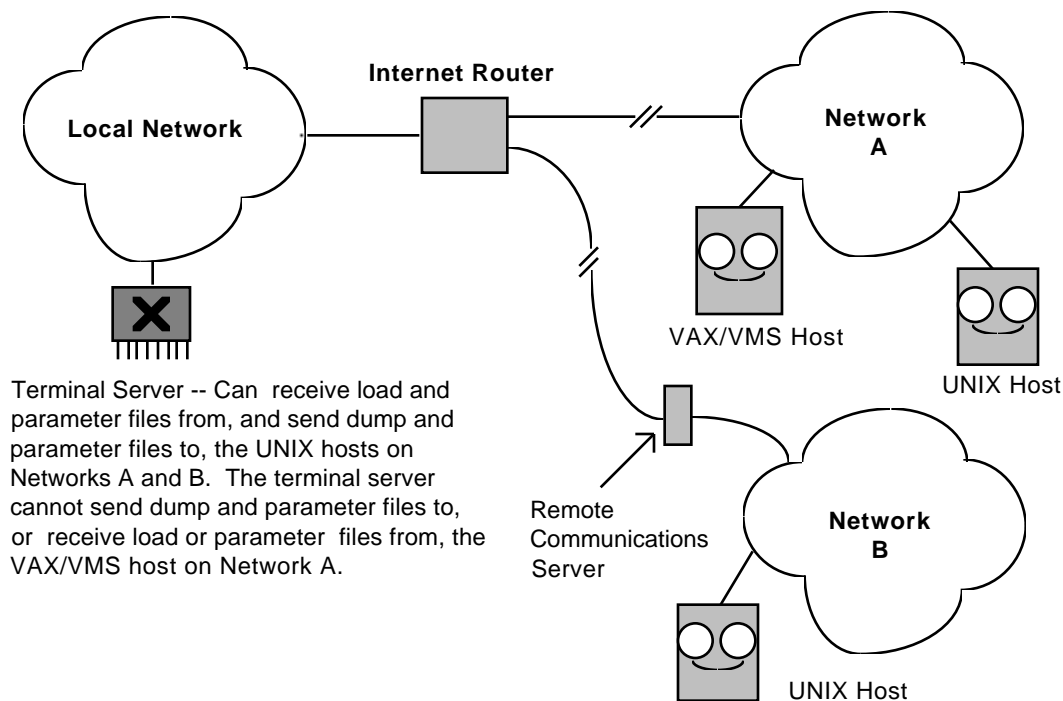 Internet Router
Local Network
Network
A
VAX/VMS Host
UNIX Host
Terminal Server -- Can receive load and
parameter files from, and send dump and
parameter files to, the UNIX hosts on
Networks A and B. The terminal server
cannot send dump and parameter files to,
or receive load or parameter files from, the
VAX/VMS host on Network A.
Remote
Communications
Server
Network
B
UNIX Host